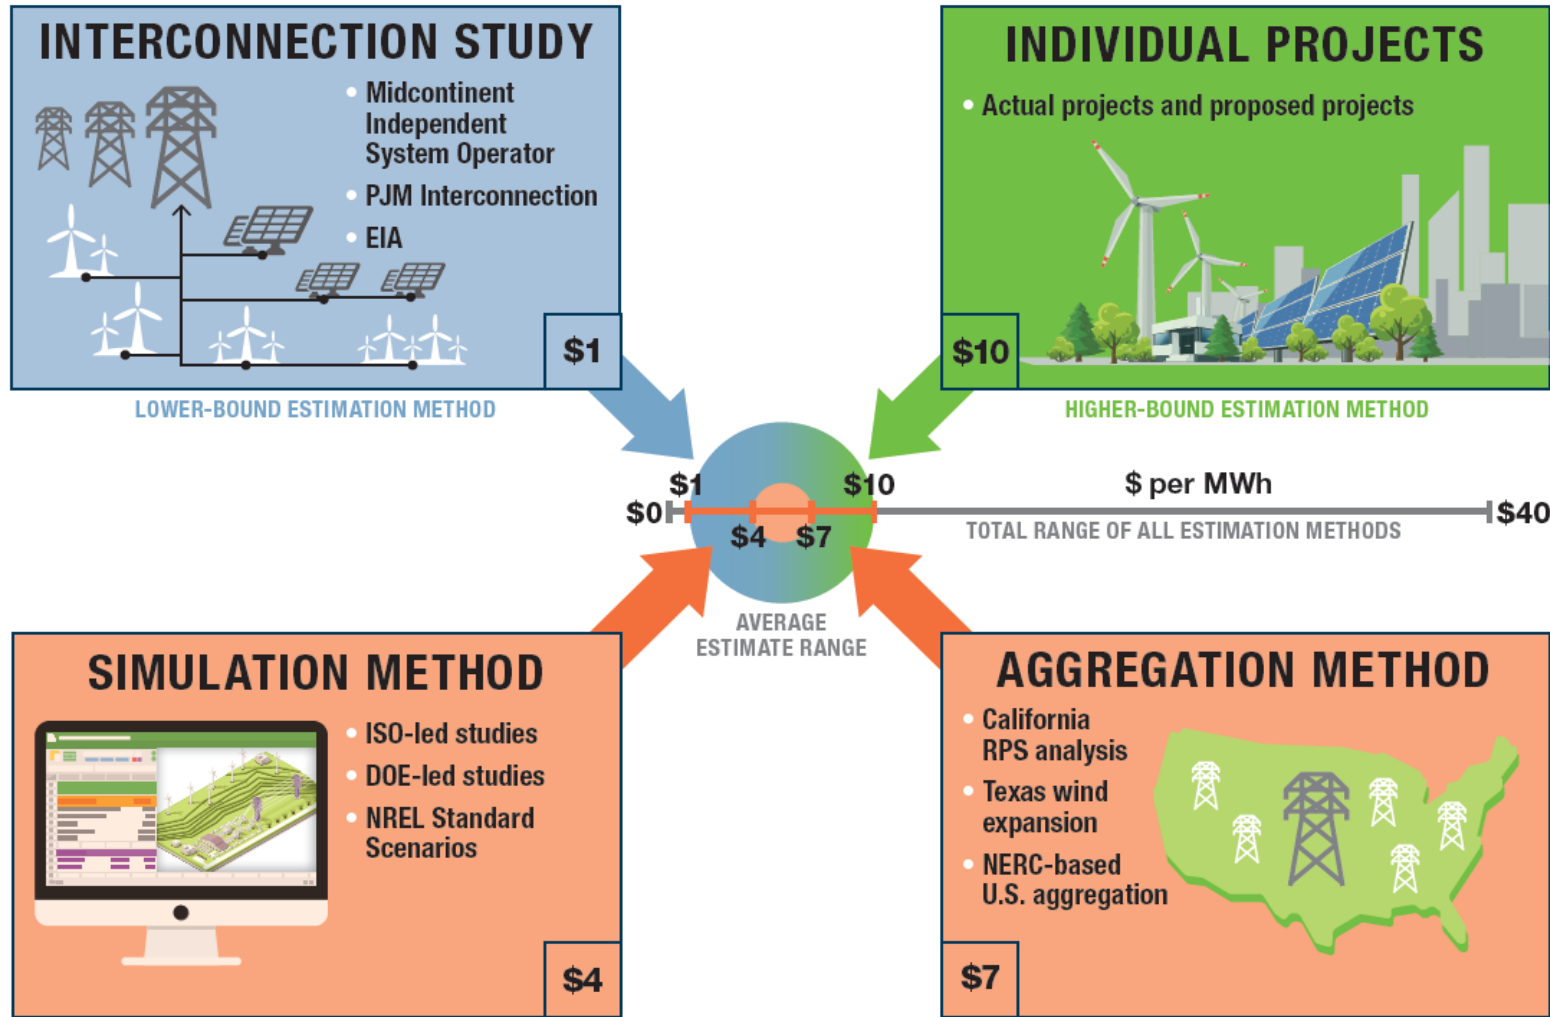 INTERCONNECTION STUDY
• Midcontinent
Independent
System Operator
• PJM Interconnection
• EIA
$1
LOWER-BOUND ESTIMATION METHOD
INDIVIDUAL PROJECTS
• Actual projects and proposed projects
$10
HIGHER-BOUND ESTIMATION METHOD
$1
$10
$ per MWh
$0
$40
$4
$7
TOTAL RANGE OF ALL ESTIMATION METHODS
AVERAGE
ESTIMATE RANGE
SIMULATION METHOD
• ISO-led studies
• DOE-led studies
• NREL Standard
Scenarios
$4
AGGREGATION METHOD
• California
RPS analysis
• Texas wind
expansion
• NERC-based
U.S. aggregation
$7